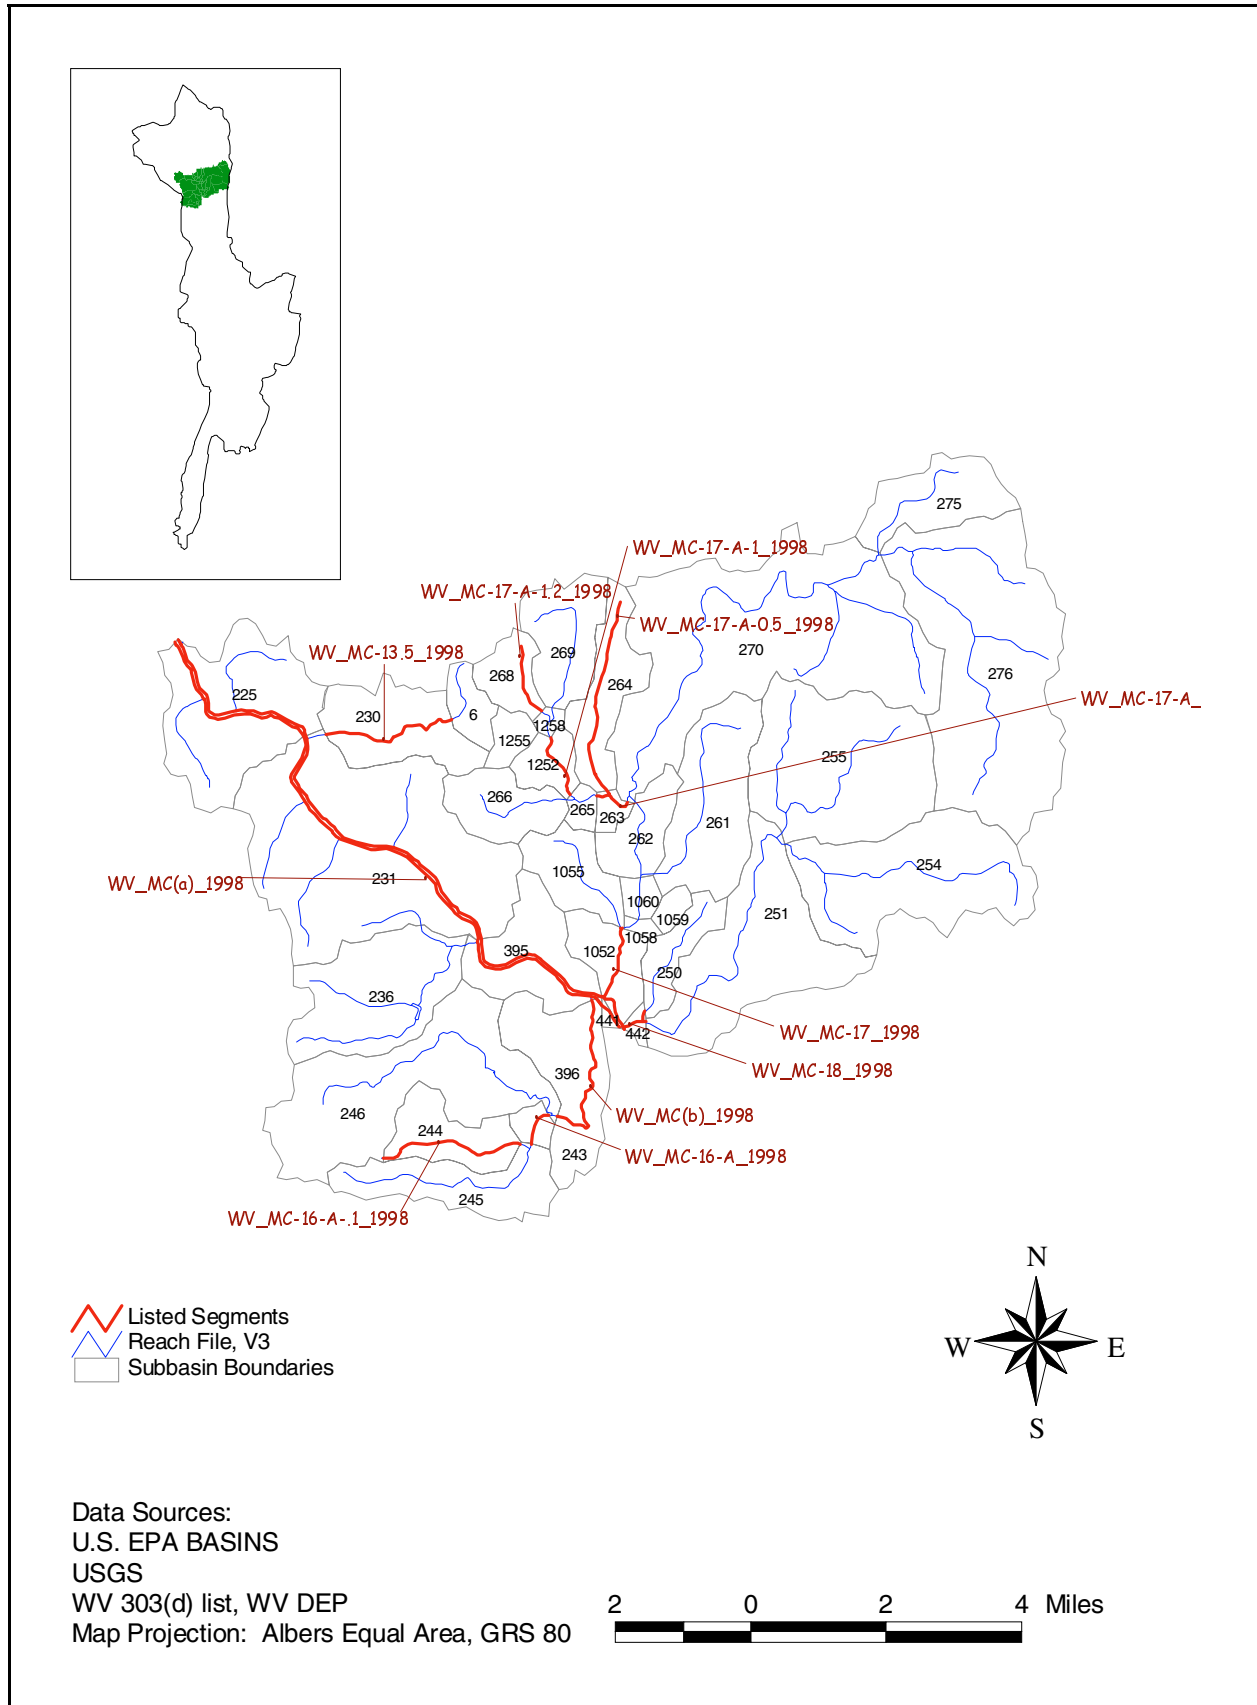 275
WV_MC-17-A-1_1998
WV_MC-17-A-1.2_1998
WV_MC-17-A-0.5_1998
WV_MC-13.5_1998
269
270
268
264
276
225
230
6
WV_MC-17-A_
1258
1255
1252
255
266
265
263
261
262
1055
254
WV_MC(a)_1998
231
1060
1059
251
395
1052
1058
250
236
441
442
WV_MC-17_1998
WV_MC-18_1998
396
246
WV_MC(b)_1998
244
243
WV_MC-16-A_1998
245
WV_MC-16-A-.1_1998
N
W
E
S
Listed Segments
Reach File, V3
Subbasin Boundaries
Data Sources:
U.S. EPA BASINS
USGS
WV 303(d) list, WV DEP
Map Projection: Albers Equal Area, GRS 80
2 0 2 4 Miles